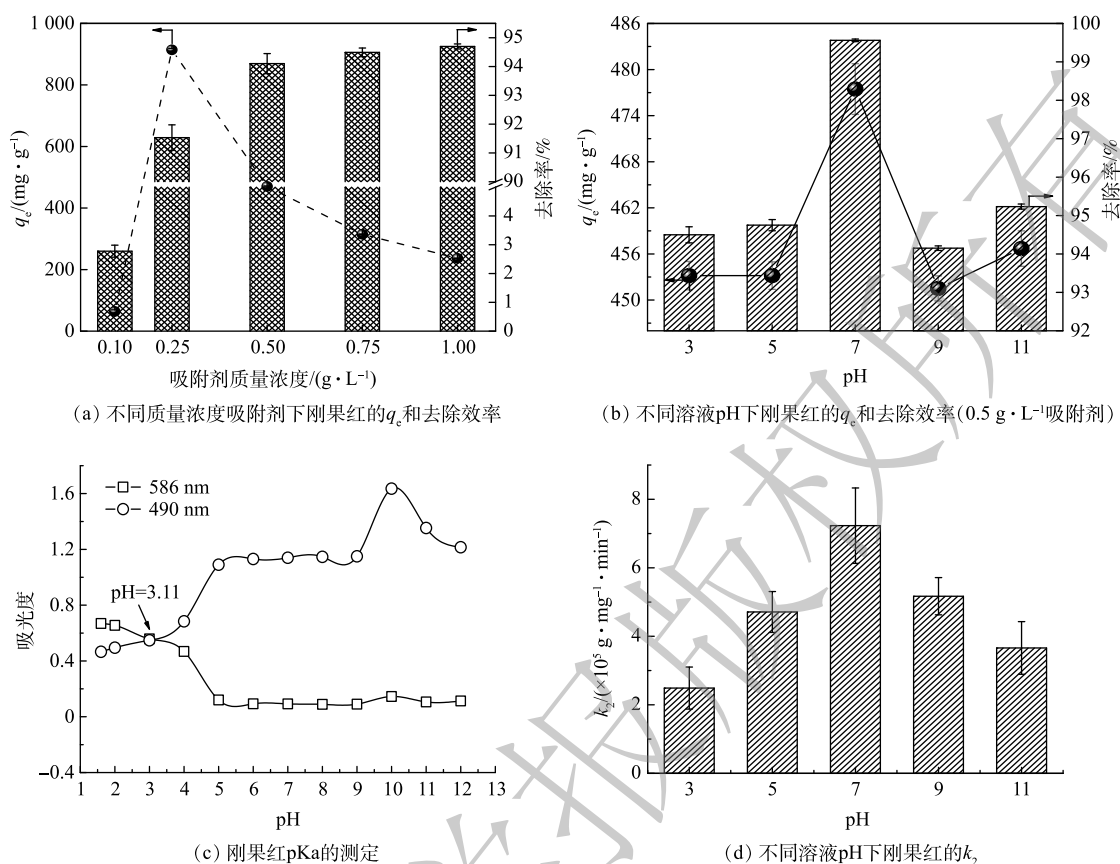 1 000
800
600
400
200
0
qₑ/(mg·g⁻¹)
95
94
93
92
91
90
4
3
2
1
0
去除率/%
0.10 0.25 0.50 0.75 1.00
吸附剂质量浓度/(g·L⁻¹)
(a) 不同质量浓度吸附剂下刚果红的qₑ和去除效率
486
484
480
474
468
462
456
450
qₑ/(mg·g⁻¹)
100
99
98
97
96
95
94
93
92
去除率/%
3 5 7 9 11
pH
(b) 不同溶液pH下刚果红的qₑ和去除效率(0.5 g·L⁻¹吸附剂)
586 nm
490 nm
pH=3.11
1.6
1.2
0.8
0.4
0
−0.4
吸光度
1 2 3 4 5 6 7 8 9 10 11 12 13
pH
(c) 刚果红pKa的测定
8
6
4
2
0
k₂/(×10⁵ g·mg⁻¹·min⁻¹)
3 5 7 9 11
pH
(d) 不同溶液pH下刚果红的k₂
报版权所有